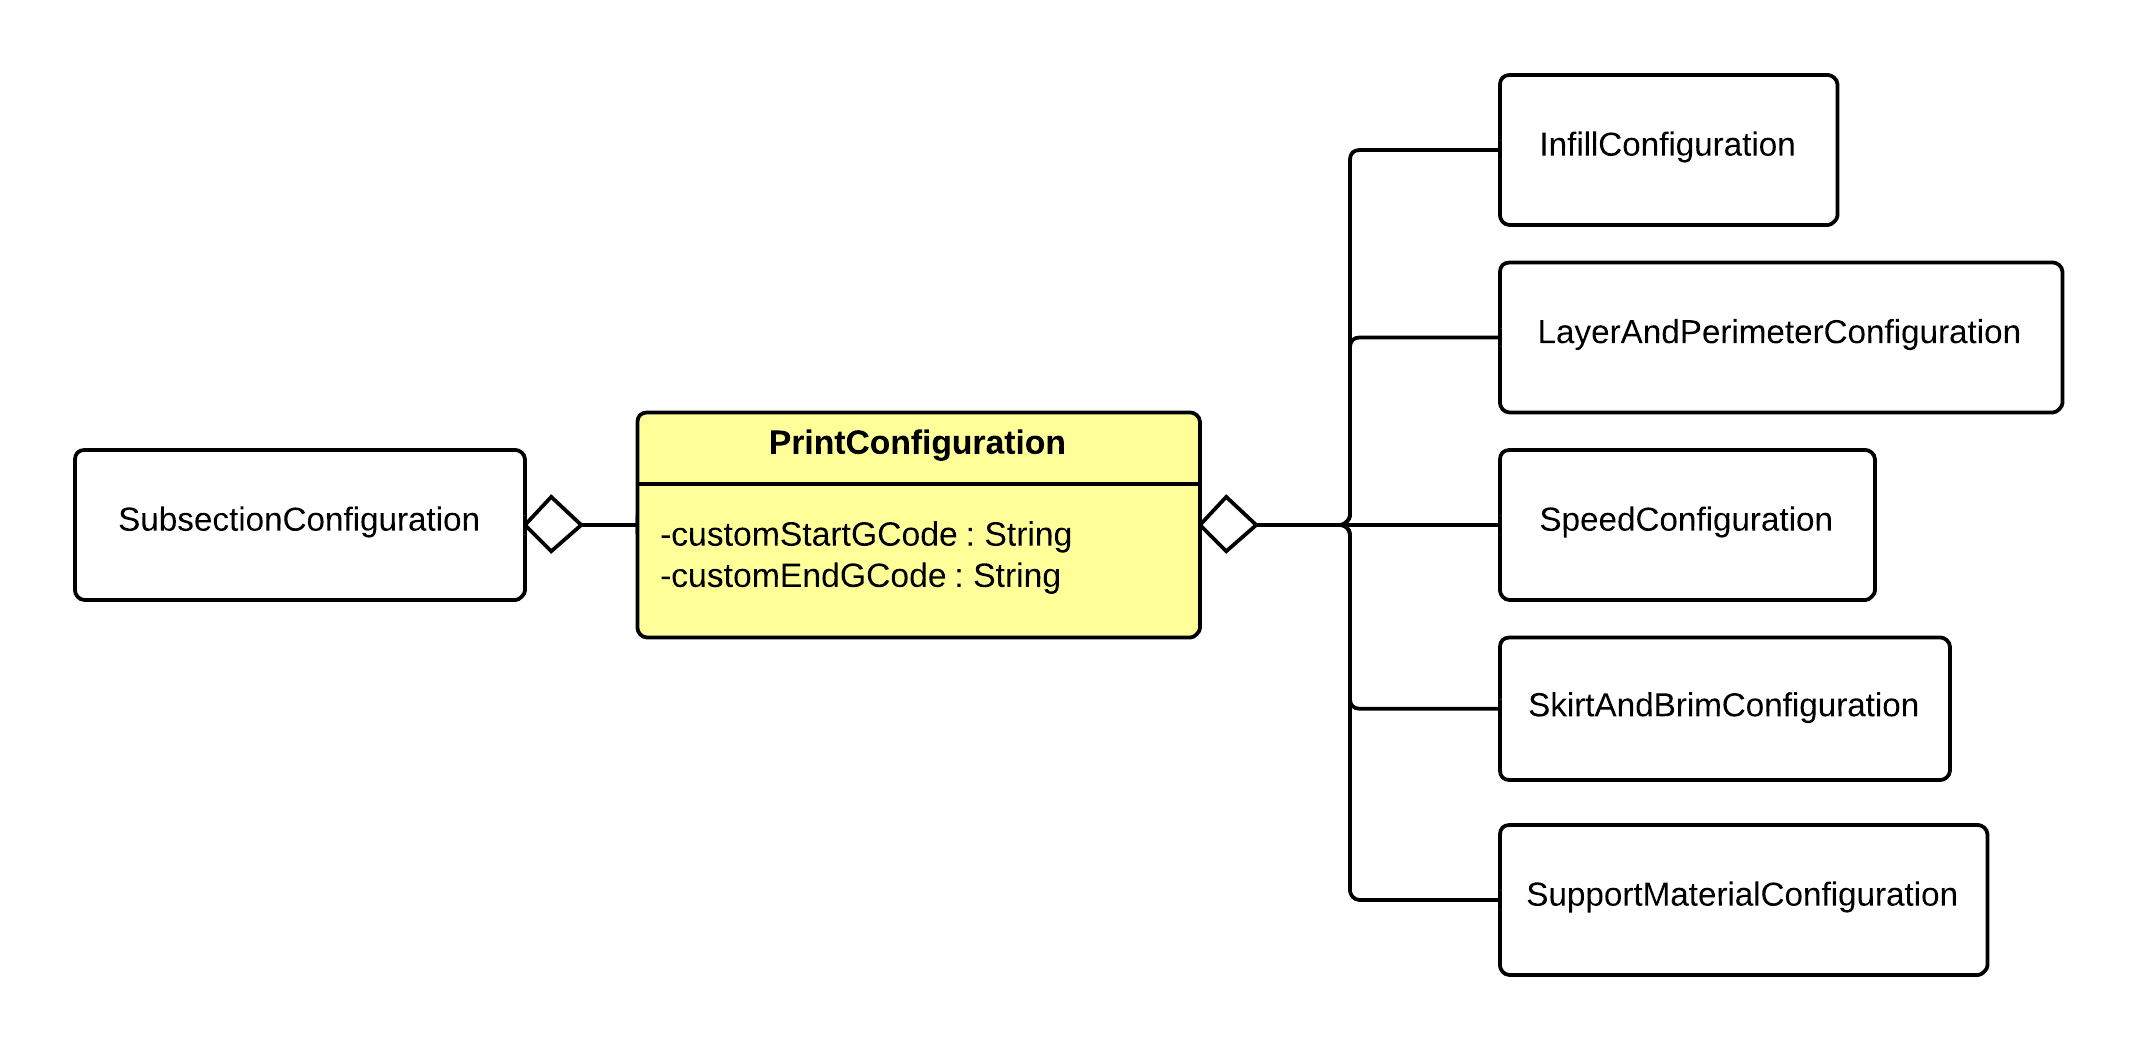 InfillConfiguration
LayerAndPerimeterConfiguration
PrintConfiguration
SubsectionConfiguration
SpeedConfiguration
-customStartGCode : String
-customEndGCode : String
SkirtAndBrimConfiguration
SupportMaterialConfiguration